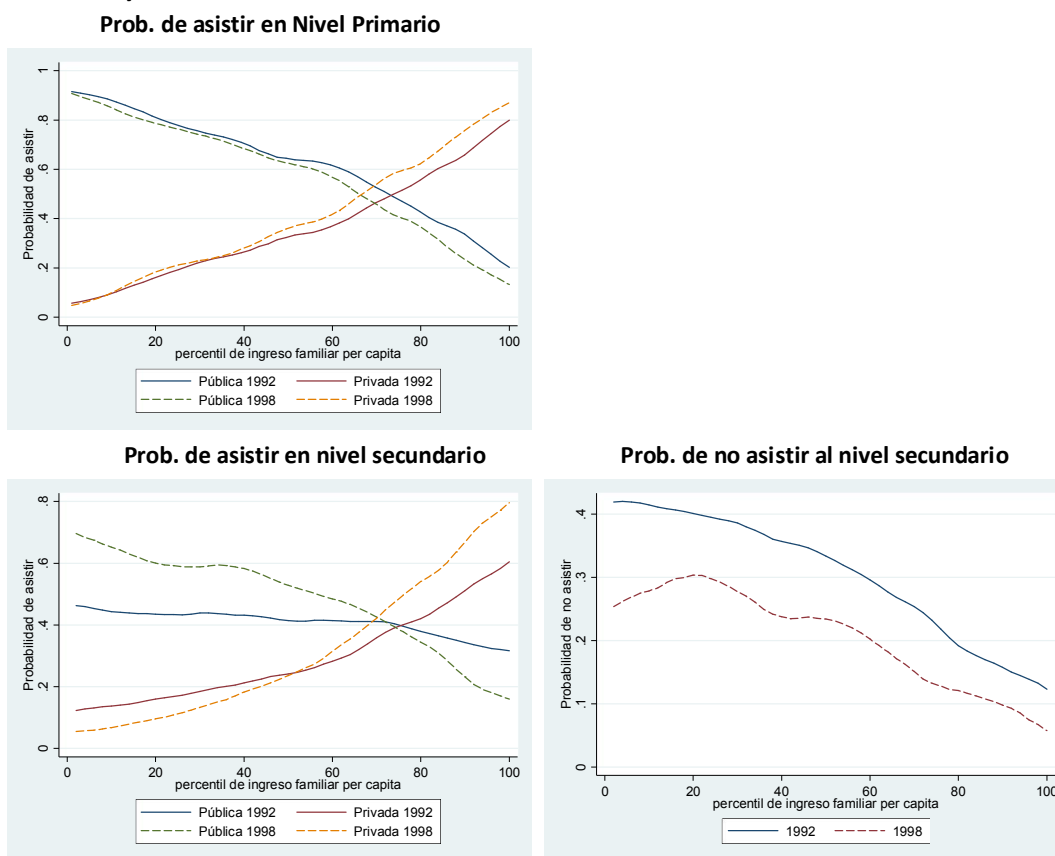 Prob. de asistir en Nivel Primario
Probabilidad de asistir
0 .2 .4 .6 .8 1
0 20 40 60 80 100
percentil de ingreso familiar per capita
Pública 1992 Privada 1992
Pública 1998 Privada 1998
Prob. de asistir en nivel secundario
Probabilidad de asistir
0 .2 .4 .6 .8
0 20 40 60 80 100
percentil de ingreso familiar per capita
Pública 1992 Privada 1992
Pública 1998 Privada 1998
Prob. de no asistir al nivel secundario
Probabilidad de no asistir
0 .1 .2 .3 .4
0 20 40 60 80 100
percentil de ingreso familiar per capita
1992 1998